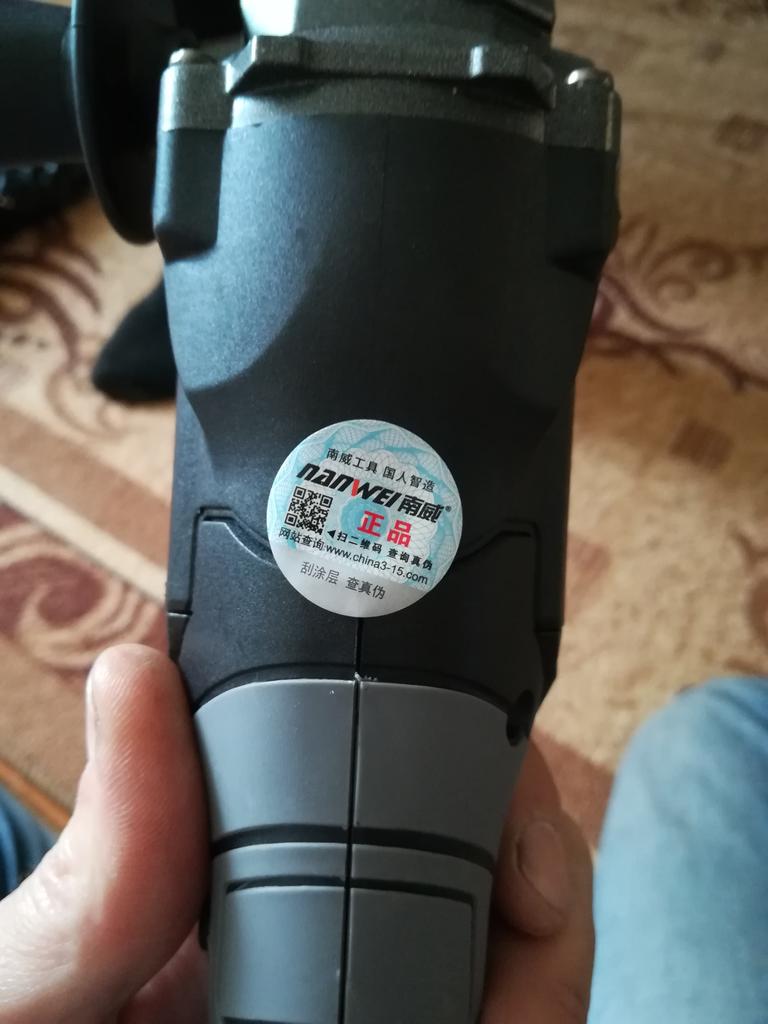 南威工具 国人智造
NANWEI南威®
正品
◀扫二维码 查询真伪
网站查询:www.china3-15.com
刮涂层 查真伪